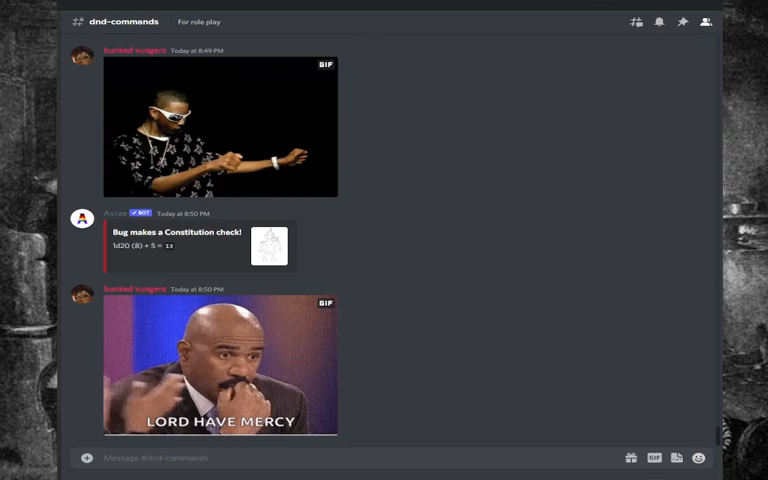 dnd-commands For role play
bunked vungers Today at 8:49 PM
GIF
Avrae BOT Today at 8:50 PM
Bug makes a Constitution check!
1d20 (8) + 5 = 13
bunked vungers Today at 8:50 PM
GIF
LORD HAVE MERCY
Message #dnd-commands
GIF